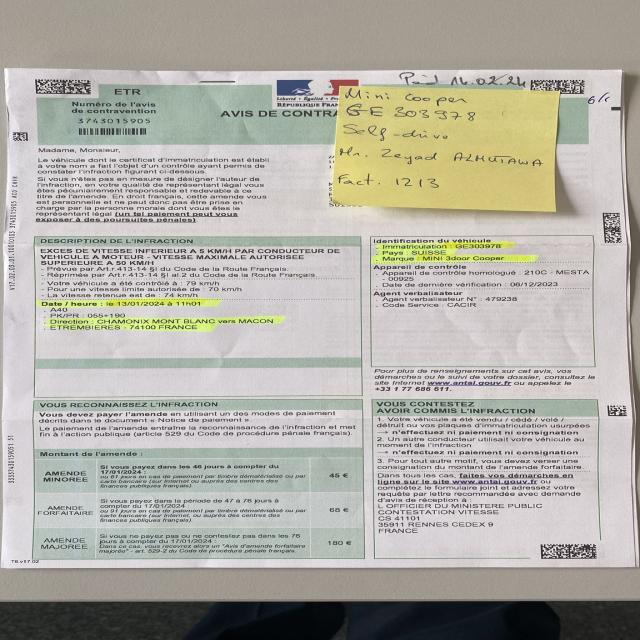 ETR
Numéro de l'avis
de contravention
3743015905
Liberté • Égalité •
RÉPUBLIQUE FRAN
AVIS DE CONTRA
Paid 14.02.24
Mini Cooper
GE 303978
Self-drive
Mr. Zeyad ALMUTAWA
Fact. 1213
Madame, Monsieur,
Le véhicule dont le certificat d'immatriculation est établi
à votre nom a fait l'objet d'un contrôle ayant permis de
constater l'infraction figurant ci-dessous.
Si vous n'êtes pas en mesure de désigner l'auteur de
l'infraction, en votre qualité de représentant légal vous
êtes pécuniairement responsable et redevable de ce
titre de l'amende. En droit français, cette amende vous
est personnelle et ne peut donc pas être prise en
charge par la personne morale dont vous êtes le
représentant légal (un tel paiement peut vous
exposer à des poursuites pénales)
DESCRIPTION DE L'INFRACTION
EXCES DE VITESSE INFERIEUR A 5 KM/H PAR CONDUCTEUR DE
VEHICULE A MOTEUR - VITESSE MAXIMALE AUTORISEE
SUPERIEURE A 50 KM/H
- Prévue par Art.413-14 §I du Code de la Route Français.
- Réprimée par Art.R.413-14 §I al.2 du Code de la Route Français.
- Votre véhicule a été contrôlé à : 79 km/h
- Pour une vitesse limite autorisée de : 70 km/h
- La vitesse retenue est de : 74 km/h
Date / heure : le 13/01/2024 à 11h01
- A40
- PK/PR : 055+190
- Direction : CHAMONIX MONT BLANC vers MACON
- ETREMBIERES - 74100 FRANCE
Identification du véhicule
- Immatriculation : GE303978
- Pays : SUISSE
- Marque : MINI 3door Cooper
Appareil de contrôle
- Appareil de contrôle homologué : 210C - MESTA
- 00925
- Date de dernière vérification : 06/12/2023
Agent verbalisateur
- Agent verbalisateur N° : 479238
- Code Service : CACIR
Pour plus de renseignements sur cet avis, vos
démarches ou le suivi de votre dossier, consultez le
site Internet www.antai.gouv.fr ou appelez le
+33 1 77 686 611.
VOUS RECONNAISSEZ L'INFRACTION
Vous devez payer l'amende en utilisant un des modes de paiement
décrits dans le document « Notice de paiement ».
Le paiement de l'amende entraîne la reconnaissance de l'infraction et met
fin à l'action publique (article 529 du Code de procédure pénale français).
Montant de l'amende :
AMENDE
MINOREE
Si vous payez dans les 46 jours à compter du
17/01/2024 :
ou 61 jours en cas de paiement par timbre dématérialisé ou par
carte bancaire (sur Internet ou auprès des centres des
finances publiques français)
45 €
AMENDE
FORFAITAIRE
Si vous payez dans la période de 47 à 76 jours à
compter du 17/01/2024 :
ou 91 jours en cas de paiement par timbre dématérialisé ou par
carte bancaire (sur Internet ou auprès des centres des
finances publiques français)
68 €
AMENDE
MAJOREE
Si vous ne payez pas ou ne contestez pas dans les 76
jours à compter du 17/01/2024 :
Dans ce cas, vous recevrez alors un "Avis d'amende forfaitaire
majorée" - art. 529-2 du Code de procédure pénale français.
180 €
VOUS CONTESTEZ
AVOIR COMMIS L'INFRACTION
1. Votre véhicule a été vendu / cédé / volé /
détruit ou vos plaques d'immatriculation usurpées
→ n'effectuez ni paiement ni consignation
2. Un autre conducteur utilisait votre véhicule au
moment de l'infraction
→ n'effectuez ni paiement ni consignation
3. Pour tout autre motif, vous devez verser une
consignation du montant de l'amende forfaitaire.
Dans tous les cas, faites vos démarches en
ligne sur le site www.antai.gouv.fr ou
complétez le formulaire joint et adressez votre
requête par lettre recommandée avec demande
d'avis de réception à :
L OFFICIER DU MINISTERE PUBLIC
CONTESTATION VITESSE
CS 41101
35911 RENNES CEDEX 9
FRANCE
TB.v17.02